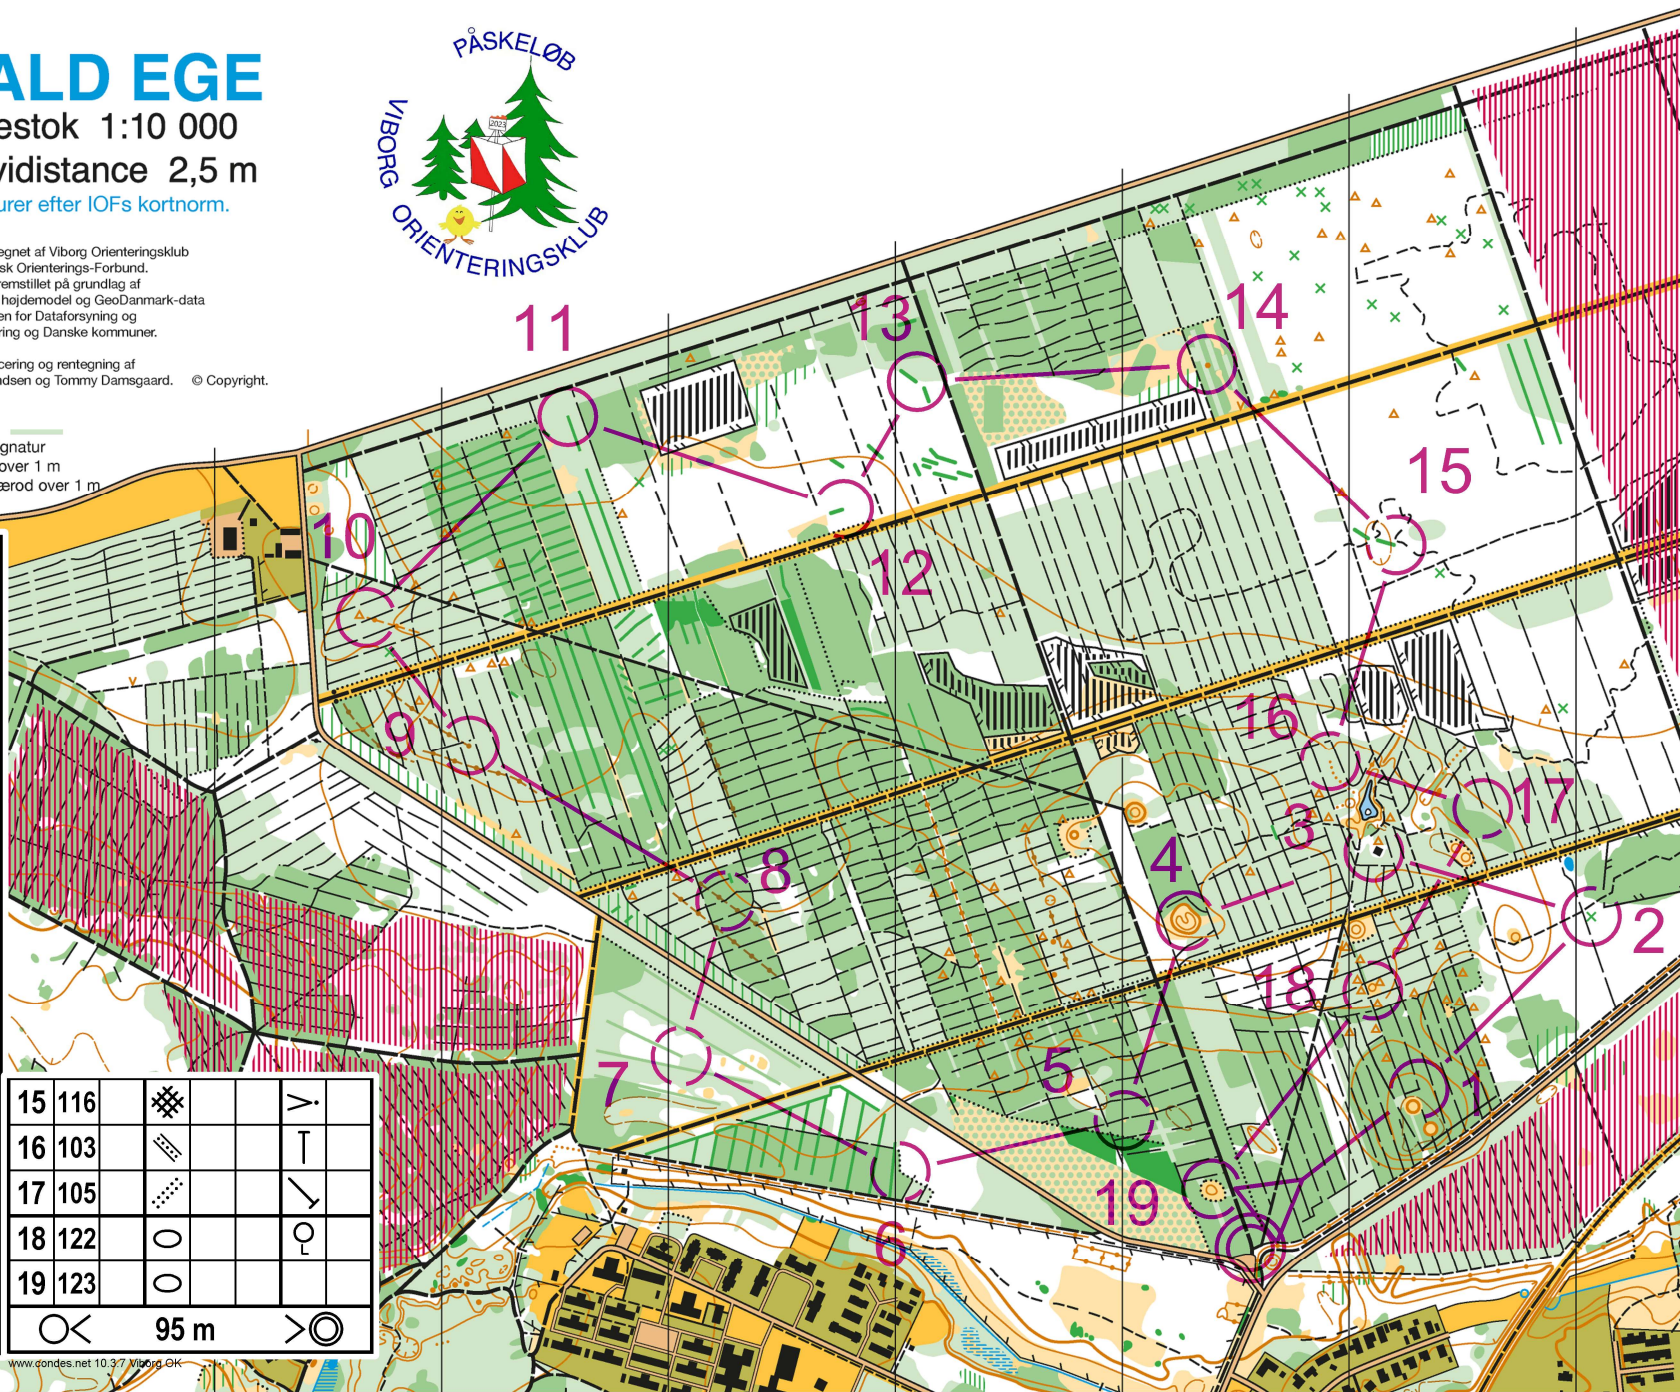 ALD EGE
estok 1:10 000
vidistance 2,5 m
urer efter IOFs kortnorm.
egnet af Viborg Orienteringsklub
sk Orienterings-Forbund.
remstillet på grundlag af
højdemodel og GeoDanmark-data
en for Dataforsyning og
ring og Danske kommuner.
cering og rentegning af
ndsen og Tommy Damsgaard. © Copyright.
gnatur
over 1 m
ærod over 1 m
PÅSKELØB
VIBORG
ORIENTERINGSKLUB
2023
11
13
14
15
10
12
9
16
17
3
8
4
2
18
5
7
1
19
6
15 116
16 103
17 105
18 122
19 123
95 m
www.condes.net 10.3.7 Viborg OK